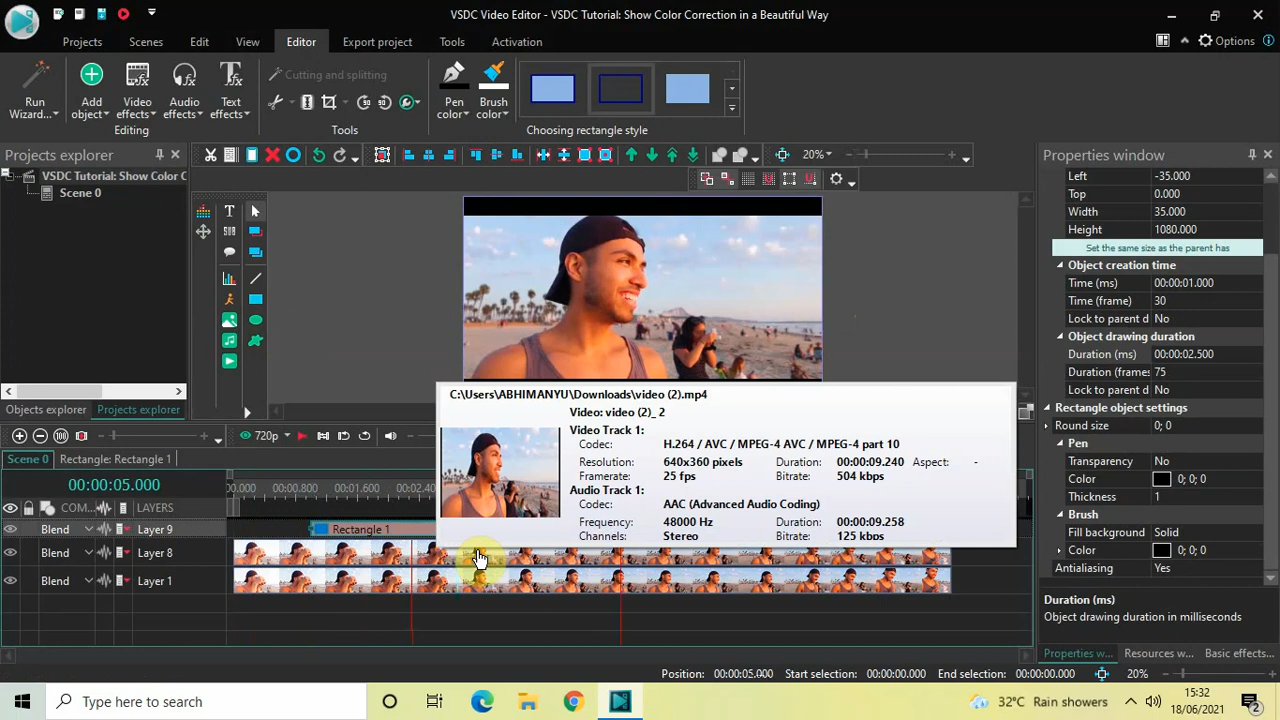 VSDC Video Editor - VSDC Tutorial: Show Color Correction in a Beautiful Way
Projects
Scenes
Edit
View
Editor
Export project
Tools
Activation
Options
Run
Wizard...
Add
object
Video
effects
Audio
effects
Text
effects
Editing
Cutting and splitting
Tools
Pen
color
Brush
color
Choosing rectangle style
Projects explorer
VSDC Tutorial: Show Color C
Scene 0
20%
Objects explorer
Projects explorer
Properties window
Left -35.000
Top 0.000
Width 35.000
Height 1080.000
Set the same size as the parent has
Object creation time
Time (ms) 00:00:01.000
Time (frame) 30
Lock to parent d No
Object drawing duration
Duration (ms) 00:00:02.500
Duration (frames 75
Lock to parent d No
Rectangle object settings
Round size 0; 0
Pen
Transparency No
Color 0; 0; 0
Thickness 1
Brush
Fill background Solid
Color 0; 0; 0
Antialiasing Yes
Duration (ms)
Object drawing duration in milliseconds
Properties w...
Resources w...
Basic effects...
C:\Users\ABHIMANYU\Downloads\video (2).mp4
Video: video (2)_ 2
Video Track 1:
Codec: H.264 / AVC / MPEG-4 AVC / MPEG-4 part 10
Resolution: 640x360 pixels Duration: 00:00:09.240 Aspect: -
Framerate: 25 fps Bitrate: 504 kbps
Audio Track 1:
Codec: AAC (Advanced Audio Coding)
Frequency: 48000 Hz Duration: 00:00:09.258
Channels: Stereo Bitrate: 125 kbps
720p
Scene 0
Rectangle: Rectangle 1
00:00:05.000
.000 00:00.800 00:01.600 00:02.40
COM...
LAYERS
Blend Layer 9
Rectangle 1
Blend Layer 8
Blend Layer 1
Position: 00:00:05.000 Start selection: 00:00:00.000 End selection: 00:00:00.000 20%
Type here to search
32°C Rain showers
15:32
18/06/2021
2